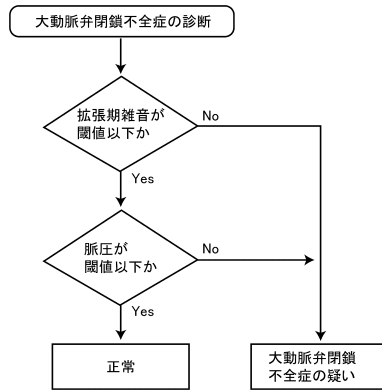 大動脈弁閉鎖不全症の診断
拡張期雑音が
閾値以下か
No
Yes
脈圧が
閾値以下か
No
Yes
正常
大動脈弁閉鎖
不全症の疑い